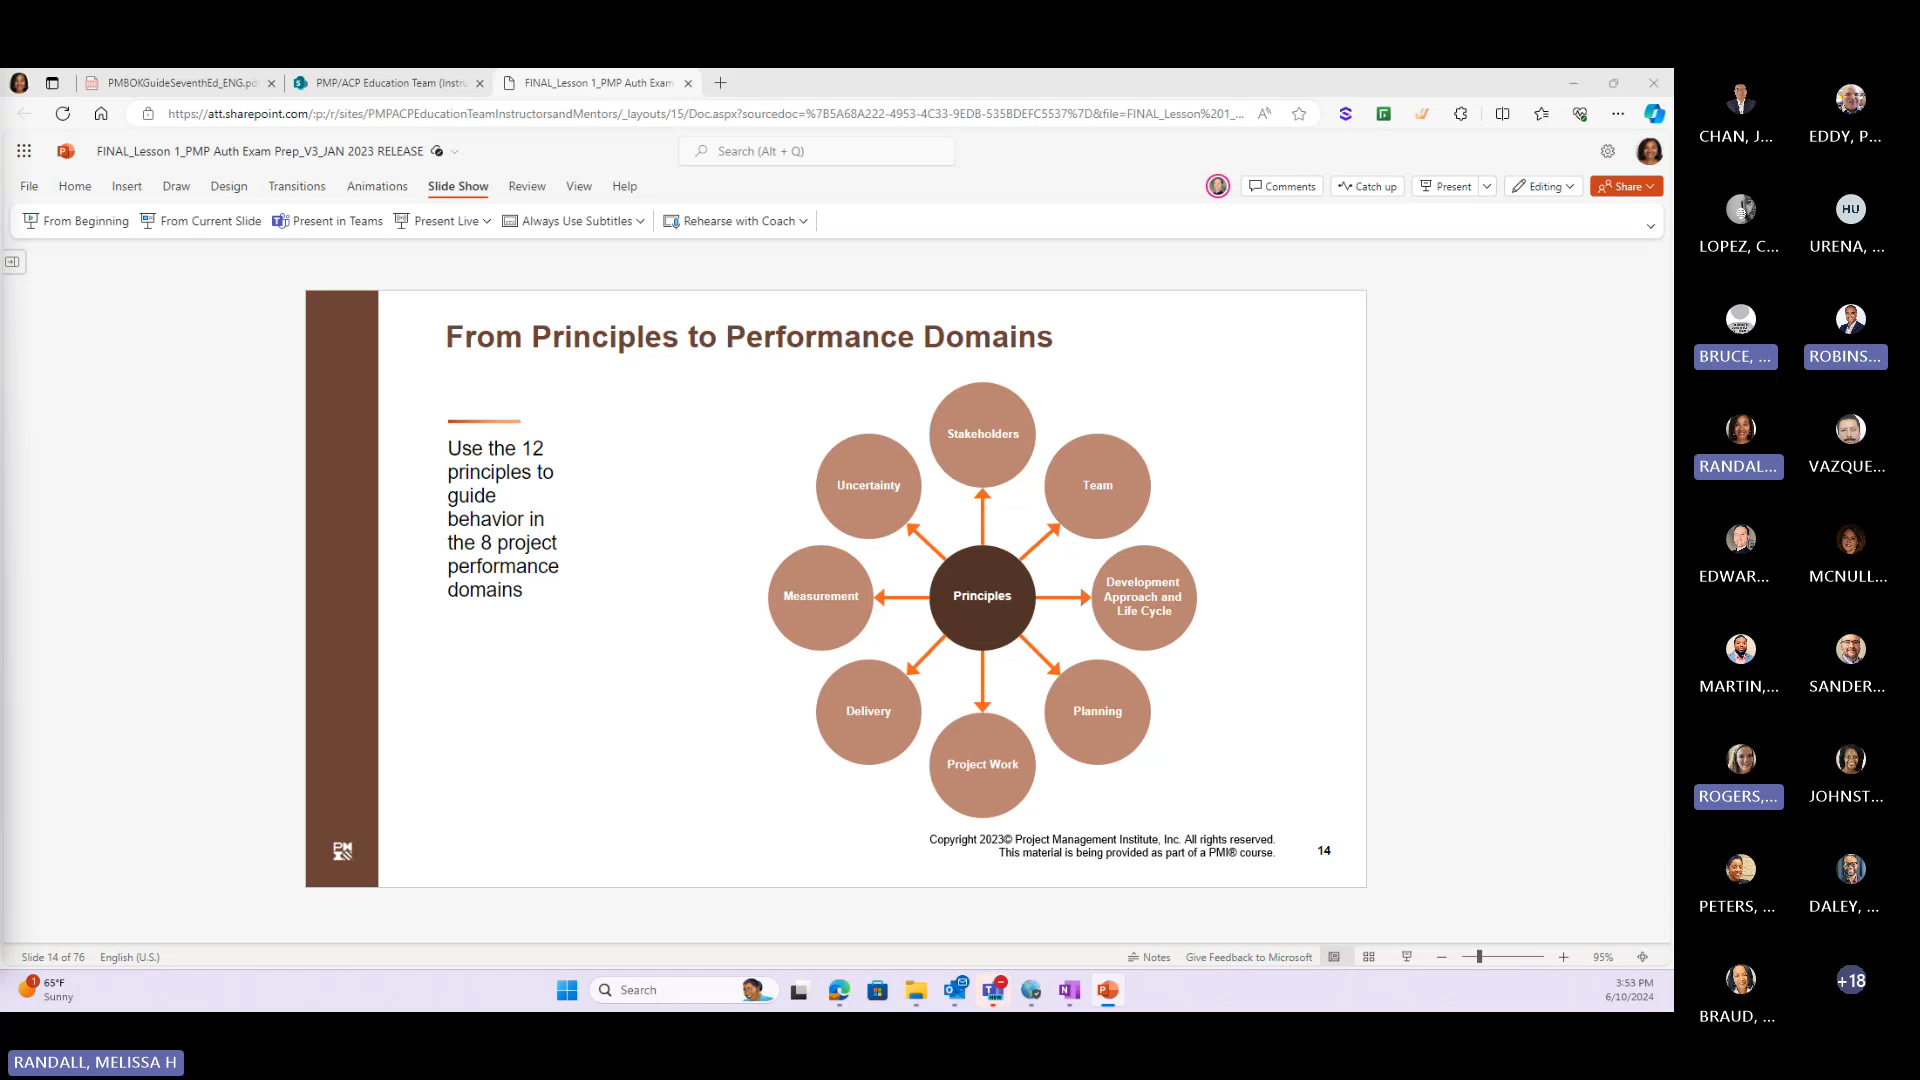 PMBOKGuideSeventhEd_ENG.pd
PMP/ACP Education Team (Instru
FINAL_Lesson 1_PMP Auth Exam
https://att.sharepoint.com/:p:/r/sites/PMPACPEducationTeamInstructorsandMentors/_layouts/15/Doc.aspx?sourcedoc=%7B5A68A222-4953-4C33-9EDB-535BDEFC5537%7D&file=FINAL_Lesson%201_...
FINAL_Lesson 1_PMP Auth Exam Prep_V3_JAN 2023 RELEASE
Search (Alt + Q)
File Home Insert Draw Design Transitions Animations Slide Show Review View Help
Comments Catch up Present Editing Share
From Beginning From Current Slide Present in Teams Present Live Always Use Subtitles Rehearse with Coach
From Principles to Performance Domains
Use the 12
principles to
guide
behavior in
the 8 project
performance
domains
Stakeholders
Uncertainty
Team
Measurement
Principles
Development
Approach and
Life Cycle
Delivery
Planning
Project Work
Copyright 2023© Project Management Institute, Inc. All rights reserved.
This material is being provided as part of a PMI® course.
14
Slide 14 of 76 English (U.S.)
Notes Give Feedback to Microsoft 95%
1
65°F
Sunny
Search
NEW
3:53 PM
6/10/2024
CHAN, J...
EDDY, P...
LOPEZ, C...
HU
URENA, ...
BRUCE, ...
ROBINS...
RANDAL...
VAZQUE...
EDWAR...
MCNULL...
MARTIN,...
SANDER...
ROGERS,...
JOHNST...
PETERS, ...
DALEY, ...
BRAUD, ...
+18
RANDALL, MELISSA H